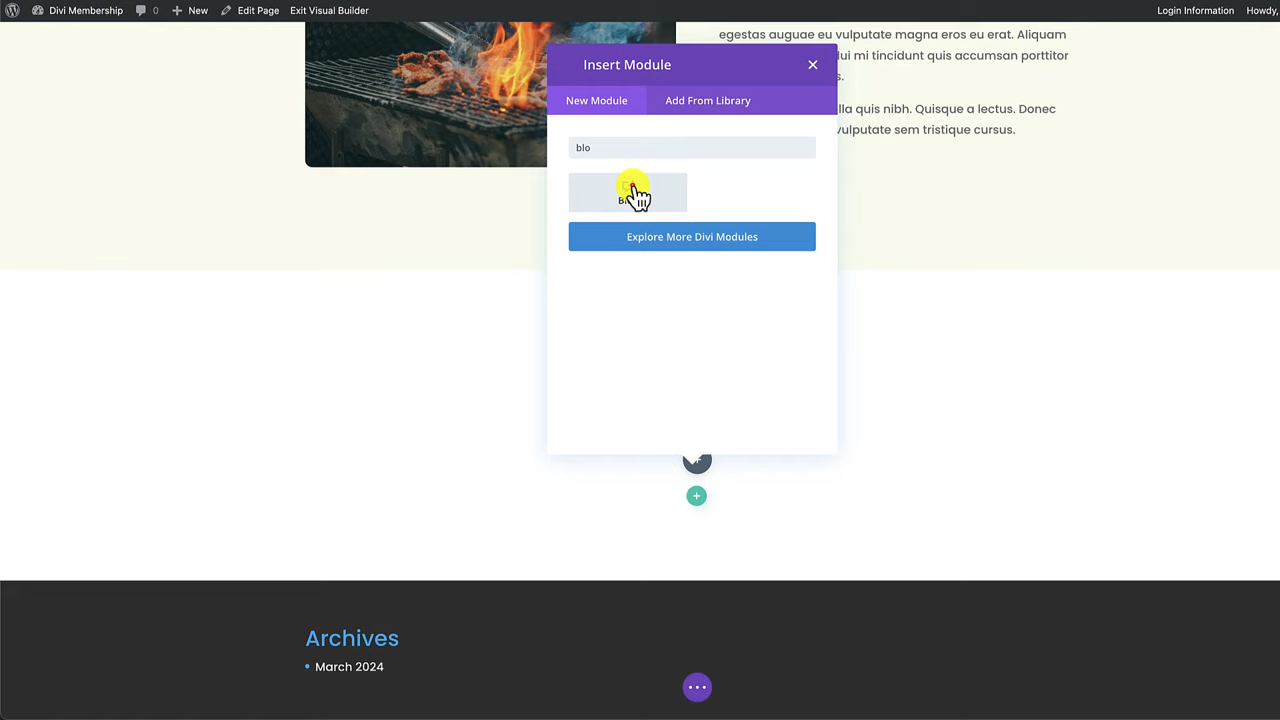 Divi Membership
0
New
Edit Page
Exit Visual Builder
Login Information
Howdy,
egestas auguae eu vulputate magna eros eu erat. Aliquam
lui mi tincidunt quis accumsan porttitor
s.
lla quis nibh. Quisque a lectus. Donec
vulputate sem tristique cursus.
Insert Module
New Module
Add From Library
blo
Explore More Divi Modules
Archives
March 2024